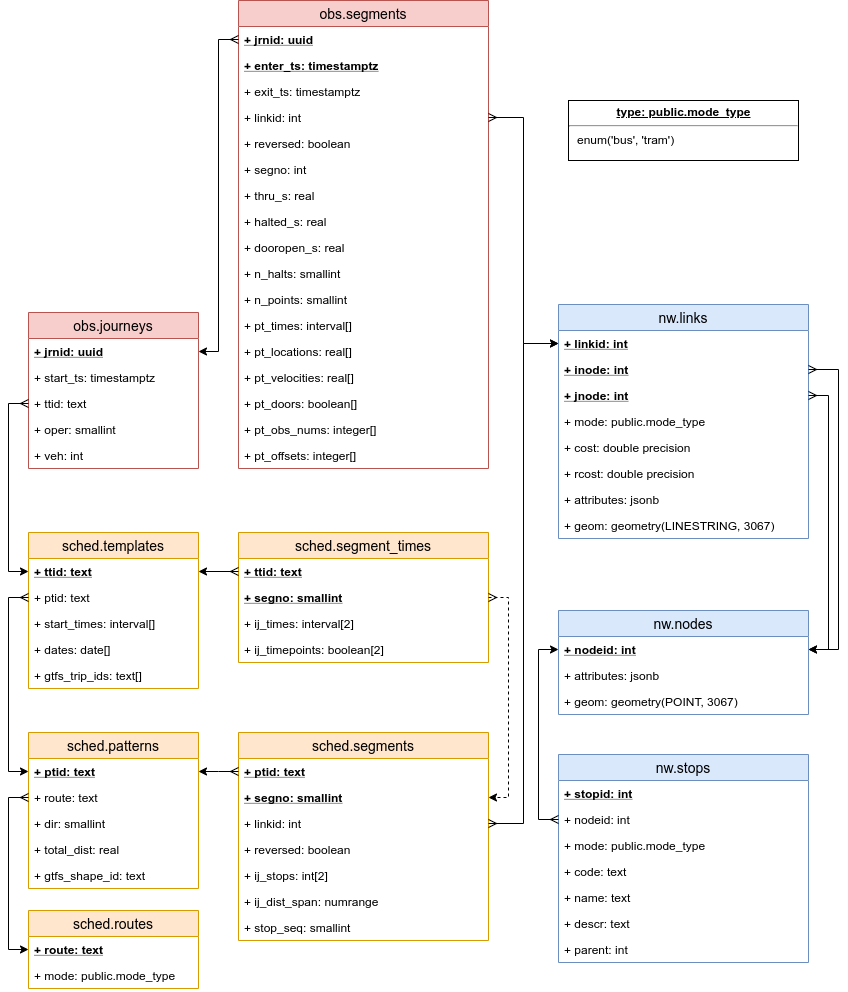 obs.segments
+ jrnid: uuid
+ enter_ts: timestamptz
+ exit_ts: timestamptz
+ linkid: int
+ reversed: boolean
+ segno: int
+ thru_s: real
+ halted_s: real
+ dooropen_s: real
+ n_halts: smallint
+ n_points: smallint
+ pt_times: interval[]
+ pt_locations: real[]
+ pt_velocities: real[]
+ pt_doors: boolean[]
+ pt_obs_nums: integer[]
+ pt_offsets: integer[]
type: public.mode_type
enum('bus', 'tram')
obs.journeys
+ jrnid: uuid
+ start_ts: timestamptz
+ ttid: text
+ oper: smallint
+ veh: int
nw.links
+ linkid: int
+ inode: int
+ jnode: int
+ mode: public.mode_type
+ cost: double precision
+ rcost: double precision
+ attributes: jsonb
+ geom: geometry(LINESTRING, 3067)
sched.templates
+ ttid: text
+ ptid: text
+ start_times: interval[]
+ dates: date[]
+ gtfs_trip_ids: text[]
sched.segment_times
+ ttid: text
+ segno: smallint
+ ij_times: interval[2]
+ ij_timepoints: boolean[2]
nw.nodes
+ nodeid: int
+ attributes: jsonb
+ geom: geometry(POINT, 3067)
sched.patterns
+ ptid: text
+ route: text
+ dir: smallint
+ total_dist: real
+ gtfs_shape_id: text
sched.segments
+ ptid: text
+ segno: smallint
+ linkid: int
+ reversed: boolean
+ ij_stops: int[2]
+ ij_dist_span: numrange
+ stop_seq: smallint
nw.stops
+ stopid: int
+ nodeid: int
+ mode: public.mode_type
+ code: text
+ name: text
+ descr: text
+ parent: int
sched.routes
+ route: text
+ mode: public.mode_type